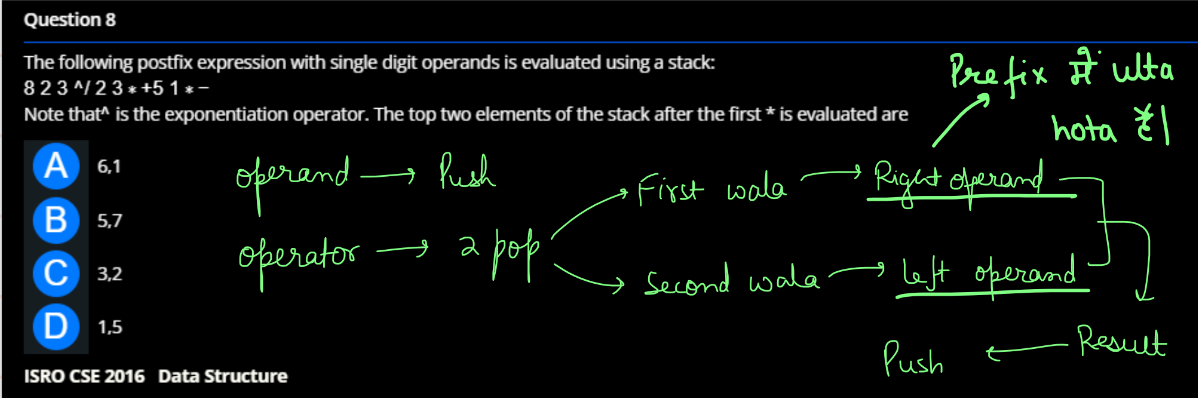 Question 8
The following postfix expression with single digit operands is evaluated using a stack:
8 2 3 ^/ 2 3 * +5 1 * −
Note that^ is the exponentiation operator. The top two elements of the stack after the first * is evaluated are
A 6,1
B 5,7
C 3,2
D 1,5
ISRO CSE 2016 Data Structure
Prefix में ulta
hota है।
operand → Push
operator → 2 pop
First wala → Right operand
Second wala → Left operand
Push ← Result